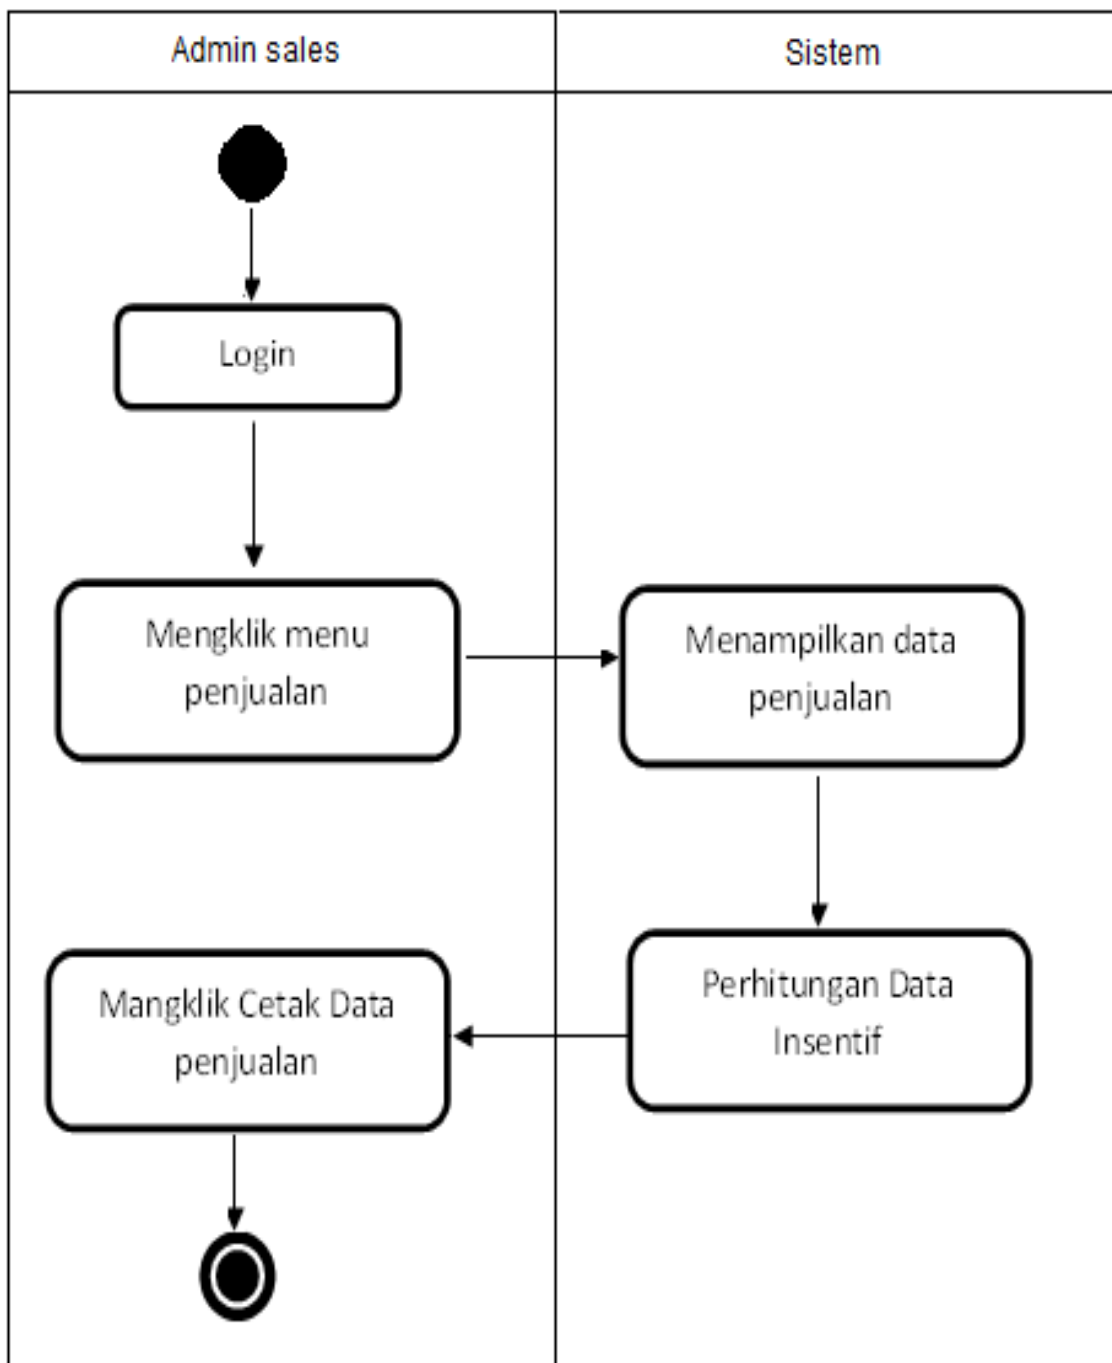 Admin sales
Sistem
Login
Mengklik menu
penjualan
Menampilkan data
penjualan
Perhitungan Data
Insentif
Mangklik Cetak Data
penjualan